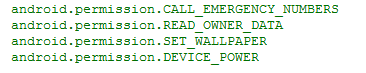 android.permission.CALL_EMERGENCY_NUMBERS
android.permission.READ_OWNER_DATA
android.permission.SET_WALLPAPER
android.permission.DEVICE_POWER